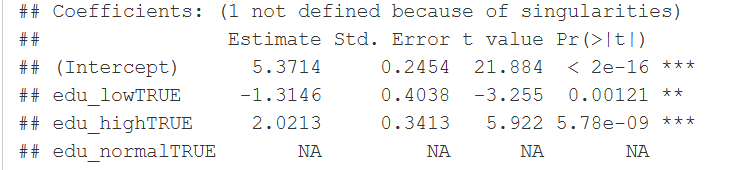 ## Coefficients: (1 not defined because of singularities)
##                Estimate Std. Error t value Pr(>|t|)
## (Intercept)      5.3714     0.2454  21.884  < 2e-16 ***
## edu_lowTRUE     -1.3146     0.4038  -3.255  0.00121 **
## edu_highTRUE     2.0213     0.3413   5.922 5.78e-09 ***
## edu_normalTRUE       NA         NA      NA       NA